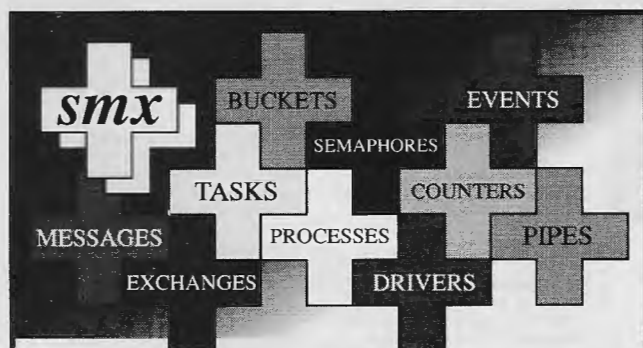 smx
BUCKETS
EVENTS
SEMAPHORES
TASKS
COUNTERS
MESSAGES
PROCESSES
PIPES
EXCHANGES
DRIVERS